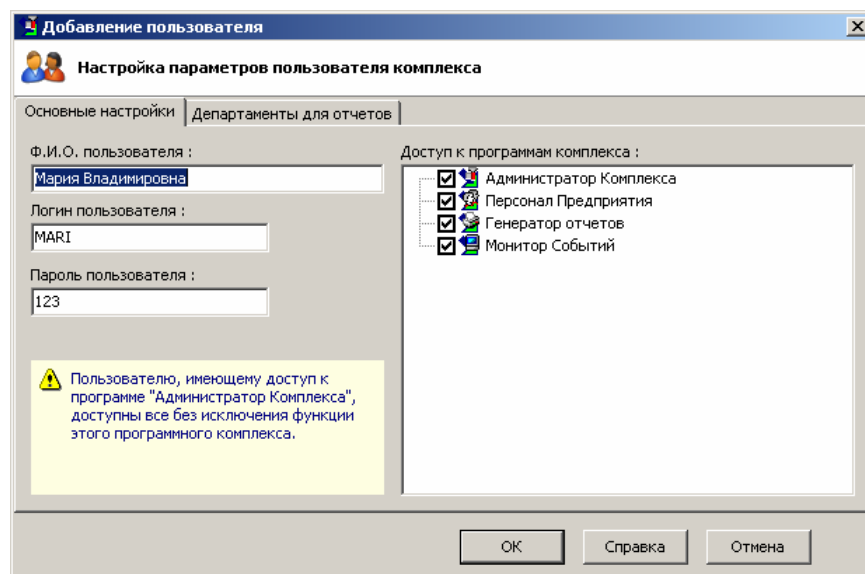 Добавление пользователя
Настройка параметров пользователя комплекса
Основные настройки
Департаменты для отчетов
Ф.И.О. пользователя :
Мария Владимировна
Логин пользователя :
MARI
Пароль пользователя :
123
Пользователю, имеющему доступ к
программе "Администратор Комплекса",
доступны все без исключения функции
этого программного комплекса.
Доступ к программам комплекса :
Администратор Комплекса
Персонал Предприятия
Генератор отчетов
Монитор Событий
ОК
Справка
Отмена